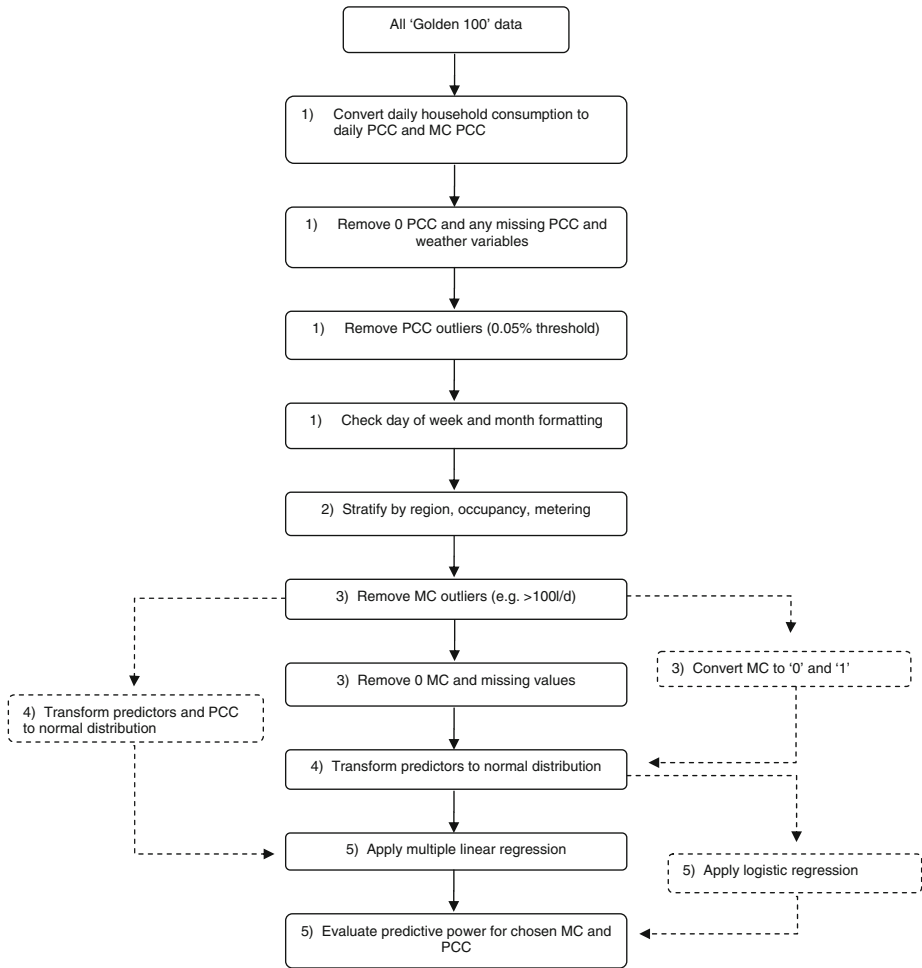 All ‘Golden 100’ data
1) Convert daily household consumption to
daily PCC and MC PCC
1) Remove 0 PCC and any missing PCC and
weather variables
1) Remove PCC outliers (0.05% threshold)
1) Check day of week and month formatting
2) Stratify by region, occupancy, metering
3) Remove MC outliers (e.g. >100l/d)
3) Convert MC to ‘0’ and ‘1’
3) Remove 0 MC and missing values
4) Transform predictors and PCC
to normal distribution
4) Transform predictors to normal distribution
5) Apply multiple linear regression
5) Apply logistic regression
5) Evaluate predictive power for chosen MC and
PCC